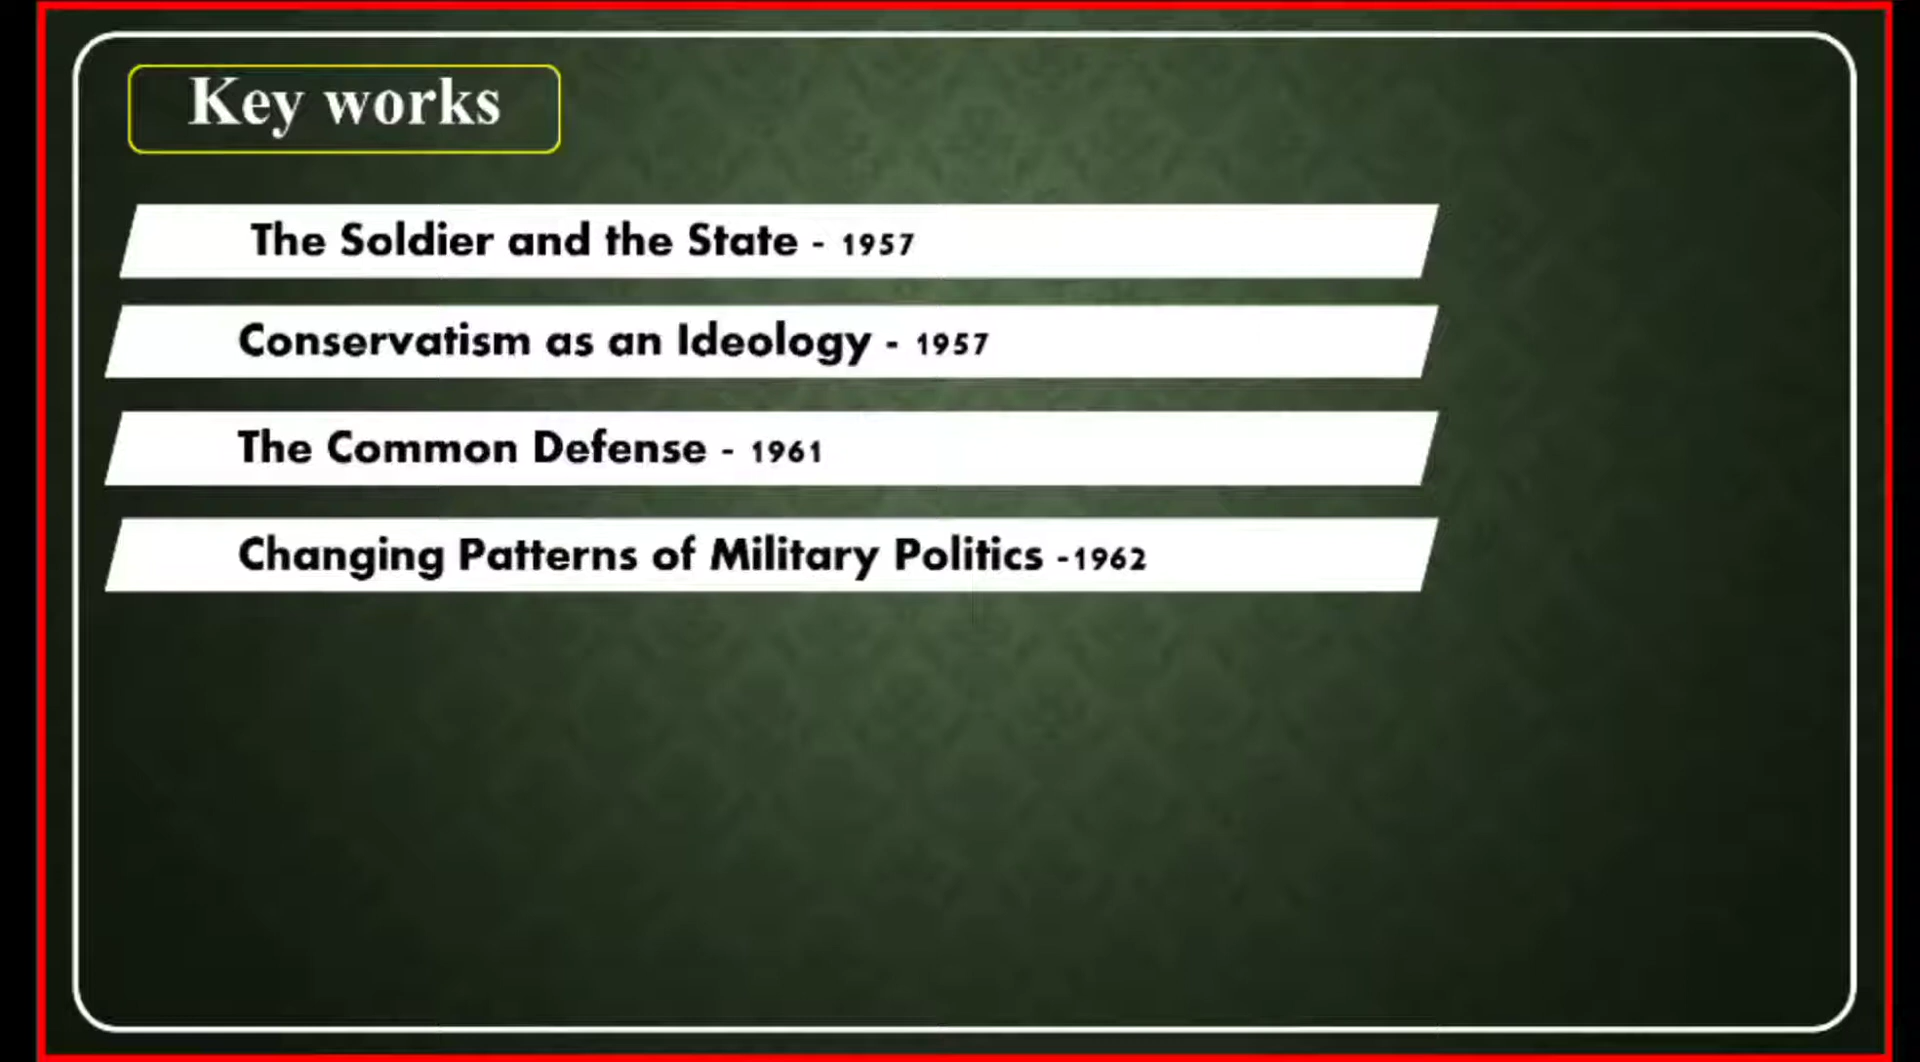 Key works
The Soldier and the State - 1957
Conservatism as an Ideology - 1957
The Common Defense - 1961
Changing Patterns of Military Politics -1962